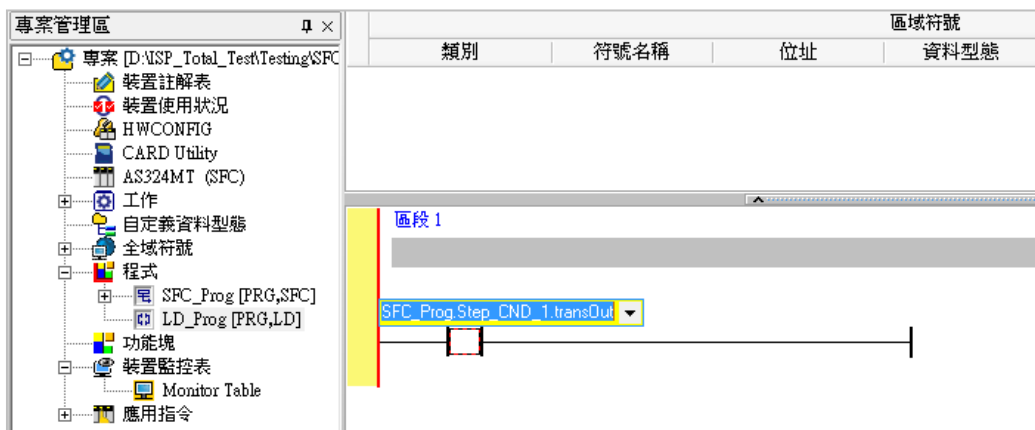 專案管理區
專案 [D:\ISP_Total_Test\Testing\SFC
裝置註解表
裝置使用狀況
HWCONFIG
CARD Utility
AS324MT (SFC)
工作
自定義資料型態
全域符號
程式
SFC_Prog [PRG,SFC]
LD_Prog [PRG,LD]
功能塊
裝置監控表
Monitor Table
應用指令
區域符號
類別 符號名稱 位址 資料型態
區段 1
SFC_Prog.Step_CND_1.transOut